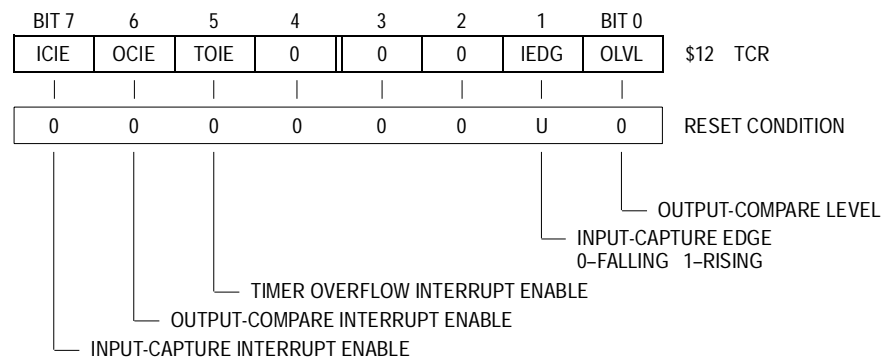 BIT 7 6 5 4 3 2 1 BIT 0
ICIE OCIE TOIE 0 0 0 IEDG OLVL $12 TCR
0 0 0 0 0 0 U 0 RESET CONDITION
OUTPUT-COMPARE LEVEL
INPUT-CAPTURE EDGE
0–FALLING 1–RISING
TIMER OVERFLOW INTERRUPT ENABLE
OUTPUT-COMPARE INTERRUPT ENABLE
INPUT-CAPTURE INTERRUPT ENABLE